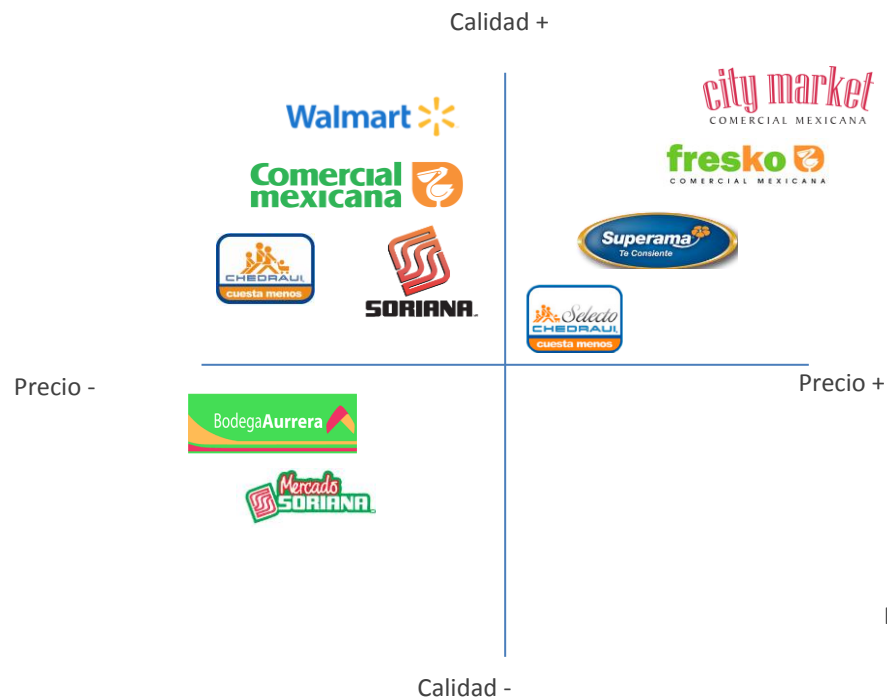 Calidad +
city market
COMERCIAL MEXICANA
Walmart
fresko
COMERCIAL MEXICANA
Comercial
mexicana
Superama
Te Consiente
CHEDRAUI
cuesta menos
SORIANA
Selecto
CHEDRAUI
cuesta menos
Precio -
Precio +
BodegaAurrera
Mercado
SORIANA
Calidad -